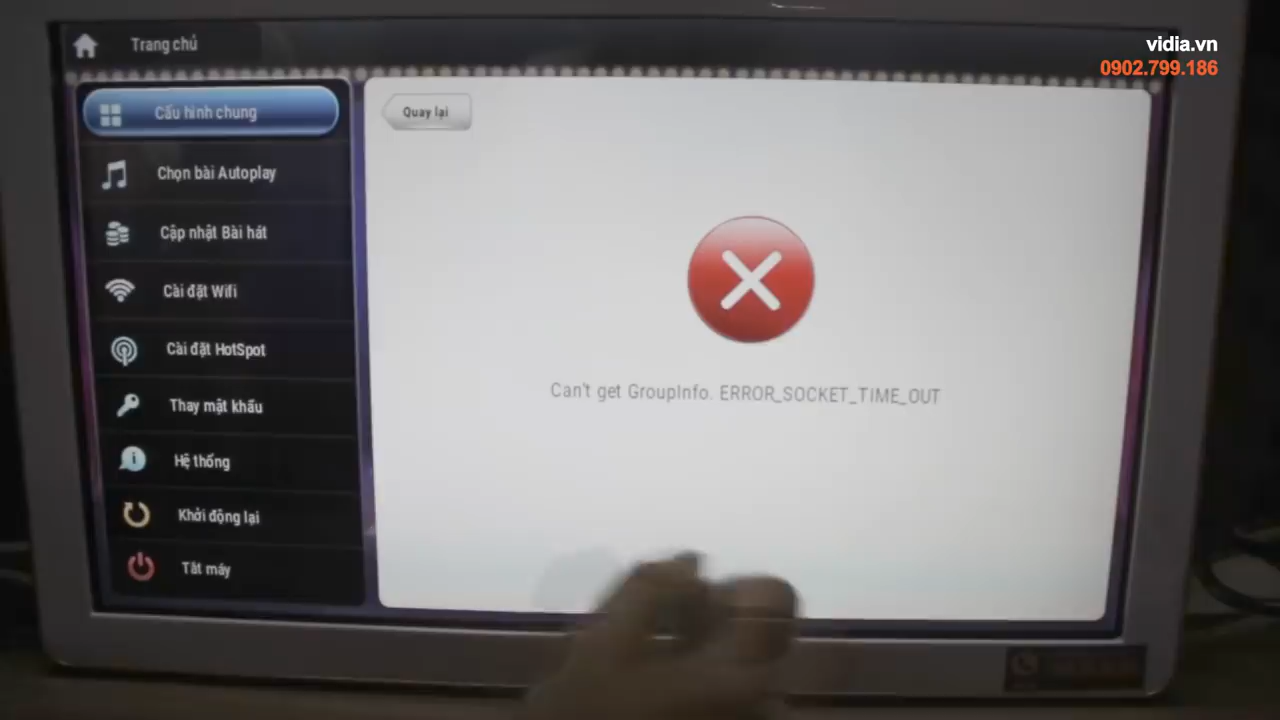 Trang chủ
vidia.vn
0902.799.186
Cấu hình chung
Chọn bài Autoplay
Cập nhật Bài hát
Cài đặt Wifi
Cài đặt HotSpot
Thay mật khẩu
Hệ thống
Khởi động lại
Tắt máy
Quay lại
Can't get GroupInfo. ERROR_SOCKET_TIME_OUT